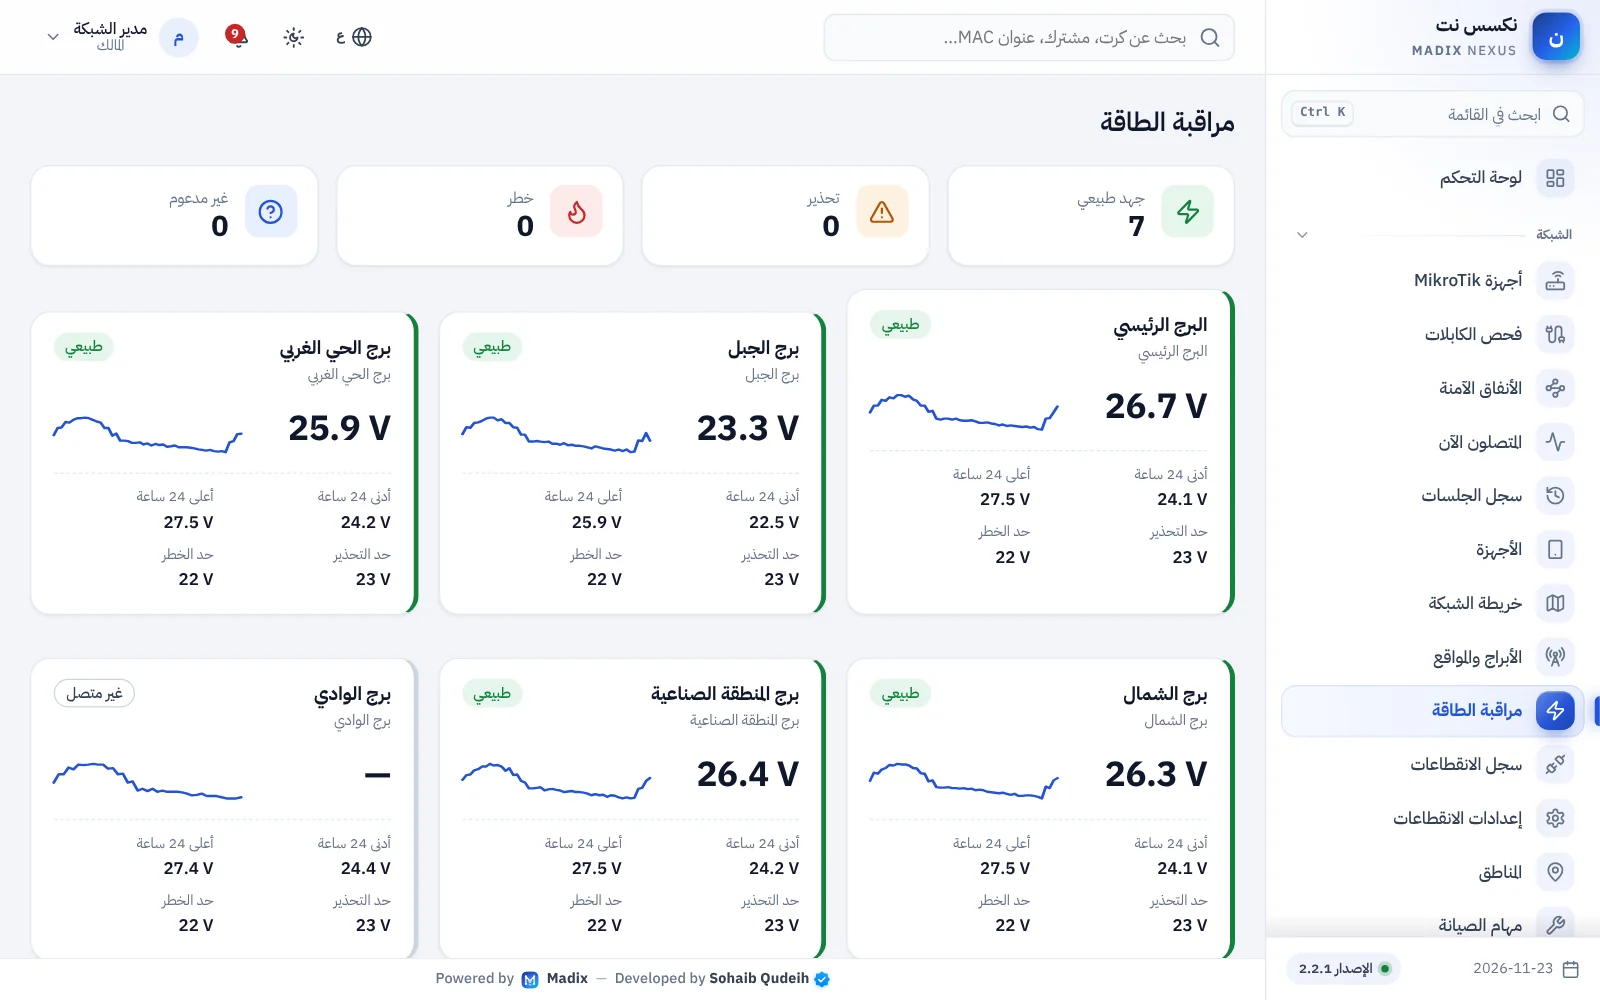 نكسس نت
MADIX NEXUS
ن
بحث عن كرت، مشترك، عنوان MAC...
ع
9
م
مدير الشبكة
المالك
ابحث في القائمة
Ctrl K
لوحة التحكم
الشبكة
أجهزة MikroTik
فحص الكابلات
الأنفاق الآمنة
المتصلون الآن
سجل الجلسات
الأجهزة
خريطة الشبكة
الأبراج والمواقع
مراقبة الطاقة
سجل الانقطاعات
إعدادات الانقطاعات
المناطق
مهام الصيانة
2026-11-23
الإصدار 2.2.1
مراقبة الطاقة
جهد طبيعي
7
تحذير
0
خطر
0
غير مدعوم
0
البرج الرئيسي
طبيعي
البرج الرئيسي
26.7 V
أدنى 24 ساعة
أعلى 24 ساعة
24.1 V
27.5 V
حد التحذير
حد الخطر
23 V
22 V
برج الجبل
طبيعي
برج الجبل
23.3 V
أدنى 24 ساعة
أعلى 24 ساعة
22.5 V
25.9 V
حد التحذير
حد الخطر
23 V
22 V
برج الحي الغربي
طبيعي
برج الحي الغربي
25.9 V
أدنى 24 ساعة
أعلى 24 ساعة
24.2 V
27.5 V
حد التحذير
حد الخطر
23 V
22 V
برج الشمال
طبيعي
برج الشمال
26.3 V
أدنى 24 ساعة
أعلى 24 ساعة
24.1 V
27.5 V
حد التحذير
حد الخطر
23 V
22 V
برج المنطقة الصناعية
طبيعي
برج المنطقة الصناعية
26.4 V
أدنى 24 ساعة
أعلى 24 ساعة
24.2 V
27.5 V
حد التحذير
حد الخطر
23 V
22 V
برج الوادي
غير متصل
برج الوادي
—
أدنى 24 ساعة
أعلى 24 ساعة
24.4 V
27.4 V
حد التحذير
حد الخطر
23 V
22 V
Powered by Madix — Developed by Sohaib Qudeih